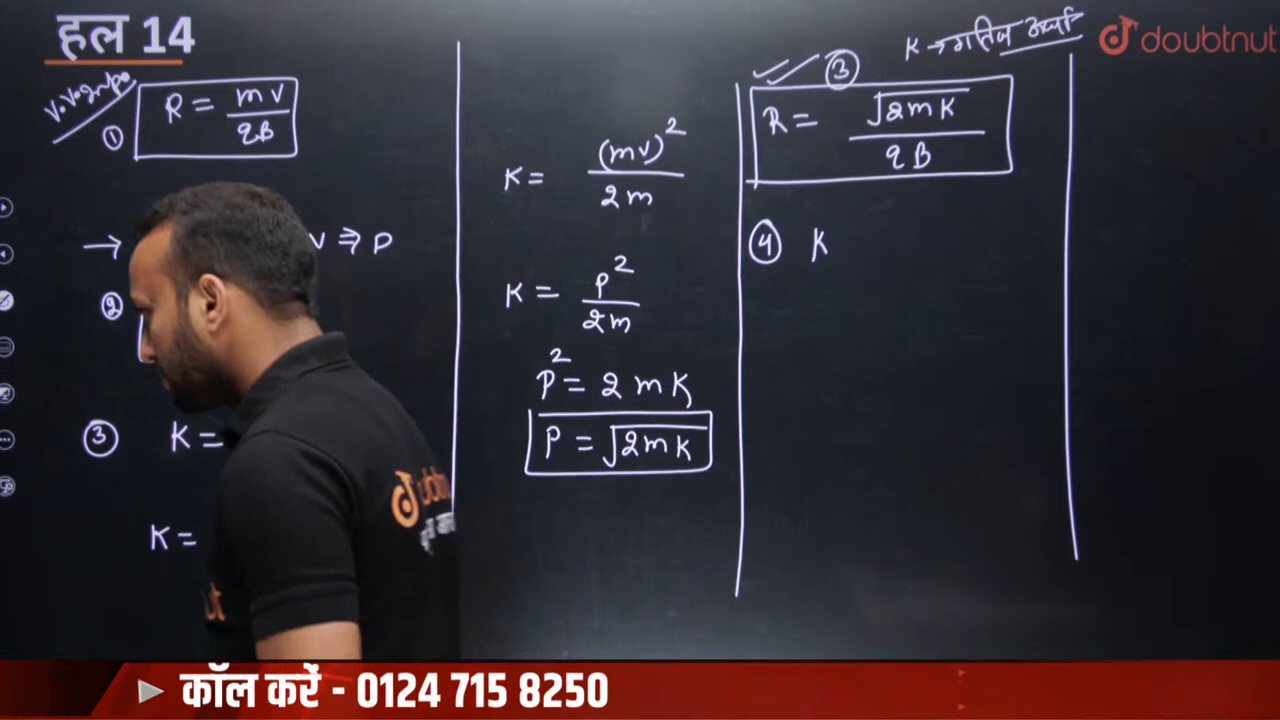 हल 14
V.V.Imp.
① R = mv / qB
→ v ⇒ P
②
③ K =
K =
K = (mv)² / 2m
K = P² / 2m
P² = 2mK
P = √2mK
K → गतिज ऊर्जा
③
R = √2mK / qB
④ K
doubtnut
कॉल करें - 0124 715 8250